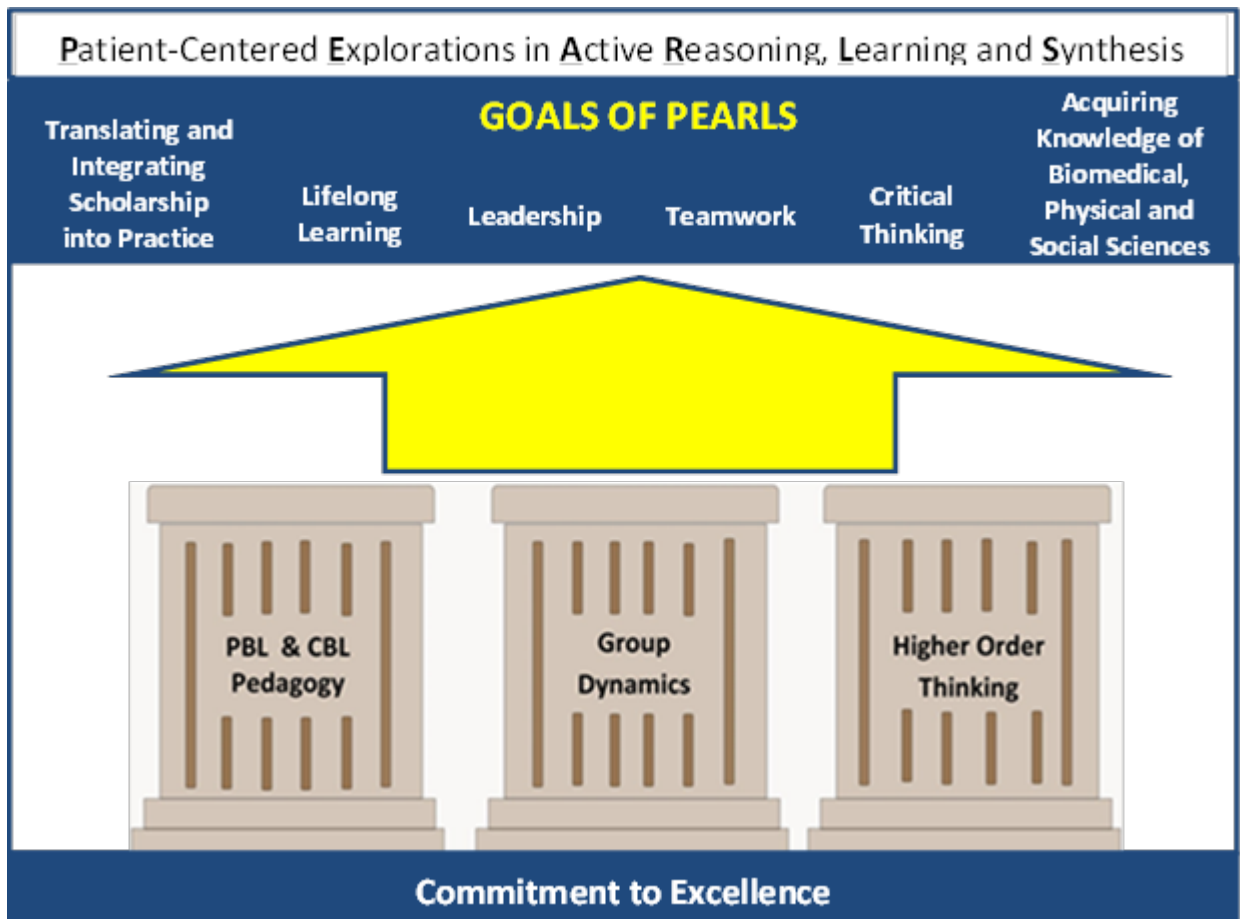 Patient-Centered Explorations in Active Reasoning, Learning and Synthesis
GOALS OF PEARLS
Translating and
Integrating
Scholarship
into Practice
Lifelong
Learning
Leadership
Teamwork
Critical
Thinking
Acquiring
Knowledge of
Biomedical,
Physical and
Social Sciences
PBL & CBL
Pedagogy
Group
Dynamics
Higher Order
Thinking
Commitment to Excellence